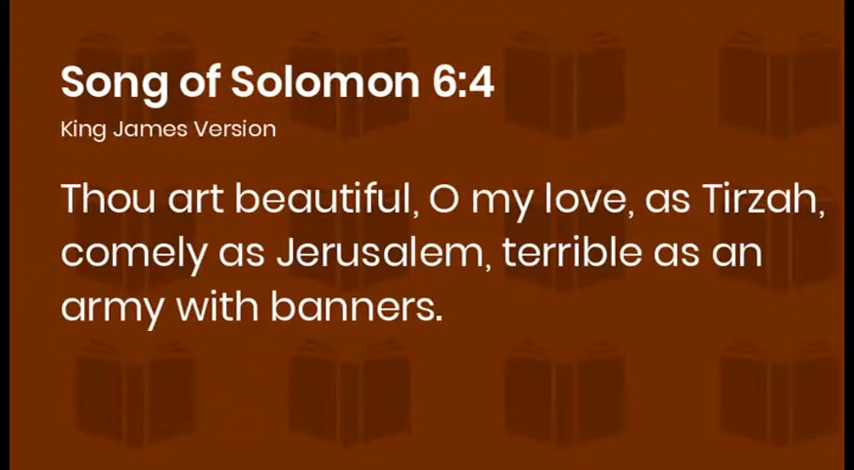 Song of Solomon 6:4
King James Version
Thou art beautiful, O my love, as Tirzah,
comely as Jerusalem, terrible as an
army with banners.